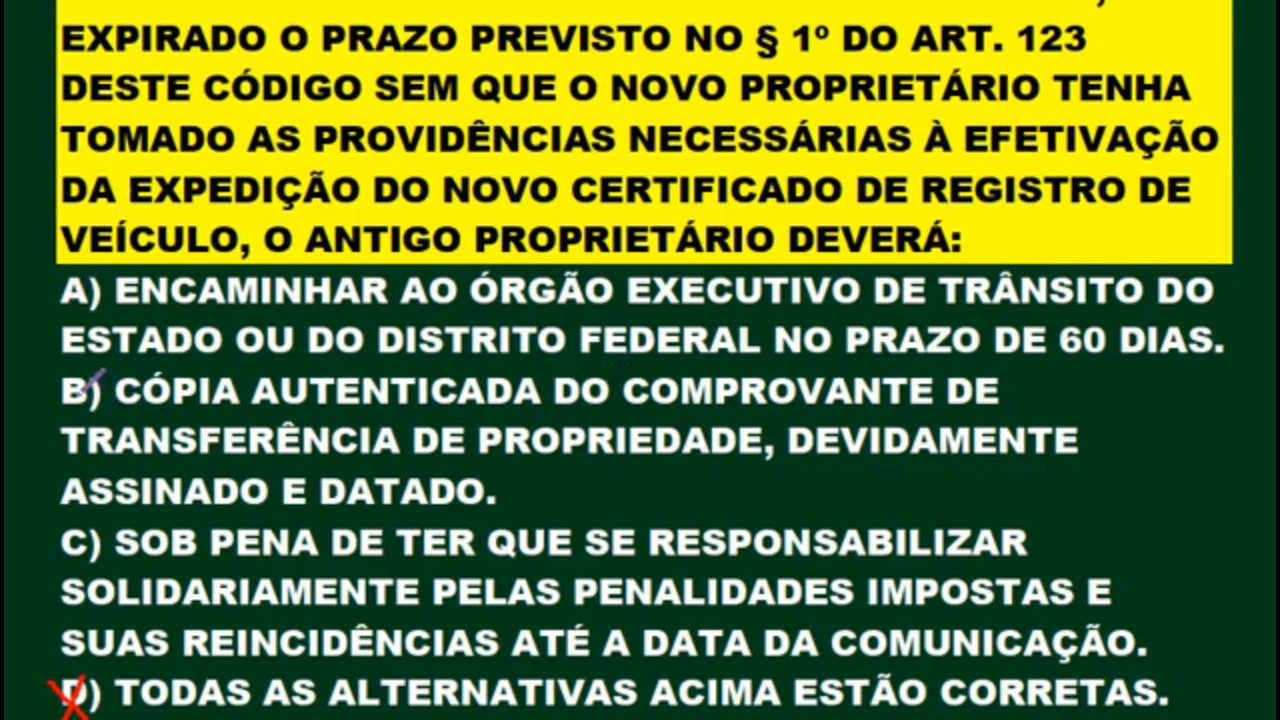 EXPIRADO O PRAZO PREVISTO NO § 1º DO ART. 123
DESTE CÓDIGO SEM QUE O NOVO PROPRIETÁRIO TENHA
TOMADO AS PROVIDÊNCIAS NECESSÁRIAS À EFETIVAÇÃO
DA EXPEDIÇÃO DO NOVO CERTIFICADO DE REGISTRO DE
VEÍCULO, O ANTIGO PROPRIETÁRIO DEVERÁ:
A) ENCAMINHAR AO ÓRGÃO EXECUTIVO DE TRÂNSITO DO
ESTADO OU DO DISTRITO FEDERAL NO PRAZO DE 60 DIAS.
B) CÓPIA AUTENTICADA DO COMPROVANTE DE
TRANSFERÊNCIA DE PROPRIEDADE, DEVIDAMENTE
ASSINADO E DATADO.
C) SOB PENA DE TER QUE SE RESPONSABILIZAR
SOLIDARIAMENTE PELAS PENALIDADES IMPOSTAS E
SUAS REINCIDÊNCIAS ATÉ A DATA DA COMUNICAÇÃO.
D) TODAS AS ALTERNATIVAS ACIMA ESTÃO CORRETAS.